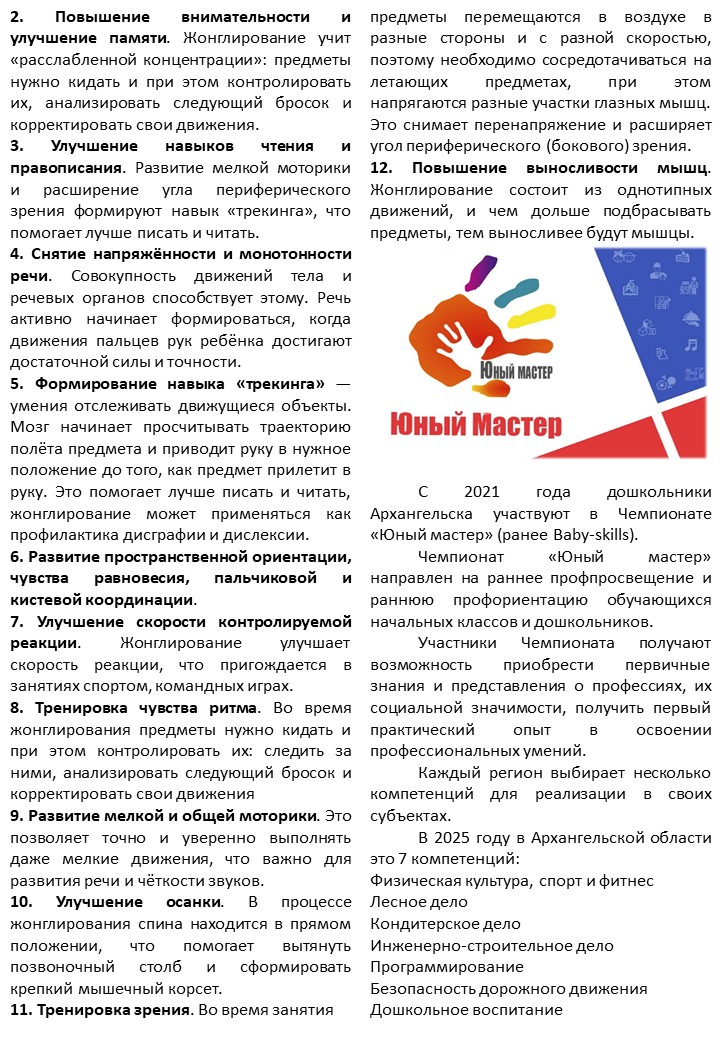 2. Повышение внимательности и
улучшение памяти. Жонглирование учит
«расслабленной концентрации»: предметы
нужно кидать и при этом контролировать
их, анализировать следующий бросок и
корректировать свои движения.
3. Улучшение навыков чтения и
правописания. Развитие мелкой моторики
и расширение угла периферического
зрения формируют навык «трекинга», что
помогает лучше писать и читать.
4. Снятие напряжённости и монотонности
речи. Совокупность движений тела и
речевых органов способствует этому. Речь
активно начинает формироваться, когда
движения пальцев рук ребёнка достигают
достаточной силы и точности.
5. Формирование навыка «трекинга» —
умения отслеживать движущиеся объекты.
Мозг начинает просчитывать траекторию
полёта предмета и приводит руку в нужное
положение до того, как предмет прилетит в
руку. Это помогает лучше писать и читать,
жонглирование может применяться как
профилактика дисграфии и дислексии.
6. Развитие пространственной ориентации,
чувства равновесия, пальчиковой и
кистевой координации.
7. Улучшение скорости контролируемой
реакции. Жонглирование улучшает
скорость реакции, что пригождается в
занятиях спортом, командных играх.
8. Тренировка чувства ритма. Во время
жонглирования предметы нужно кидать и
при этом контролировать их: следить за
ними, анализировать следующий бросок и
корректировать свои движения
9. Развитие мелкой и общей моторики. Это
позволяет точно и уверенно выполнять
даже мелкие движения, что важно для
развития речи и чёткости звуков.
10. Улучшение осанки. В процессе
жонглирования спина находится в прямом
положении, что помогает вытянуть
позвоночный столб и сформировать
крепкий мышечный корсет.
11. Тренировка зрения. Во время занятия
предметы перемещаются в воздухе в
разные стороны и с разной скоростью,
поэтому необходимо сосредотачиваться на
летающих предметах, при этом
напрягаются разные участки глазных мышц.
Это снимает перенапряжение и расширяет
угол периферического (бокового) зрения.
12. Повышение выносливости мышц.
Жонглирование состоит из однотипных
движений, и чем дольше подбрасывать
предметы, тем выносливее будут мышцы.
Юный мастер
Юный Мастер
С 2021 года дошкольники
Архангельска участвуют в Чемпионате
«Юный мастер» (ранее Baby-skills).
Чемпионат «Юный мастер»
направлен на раннее профпросвещение и
раннюю профориентацию обучающихся
начальных классов и дошкольников.
Участники Чемпионата получают
возможность приобрести первичные
знания и представления о профессиях, их
социальной значимости, получить первый
практический опыт в освоении
профессиональных умений.
Каждый регион выбирает несколько
компетенций для реализации в своих
субъектах.
В 2025 году в Архангельской области
это 7 компетенций:
Физическая культура, спорт и фитнес
Лесное дело
Кондитерское дело
Инженерно-строительное дело
Программирование
Безопасность дорожного движения
Дошкольное воспитание